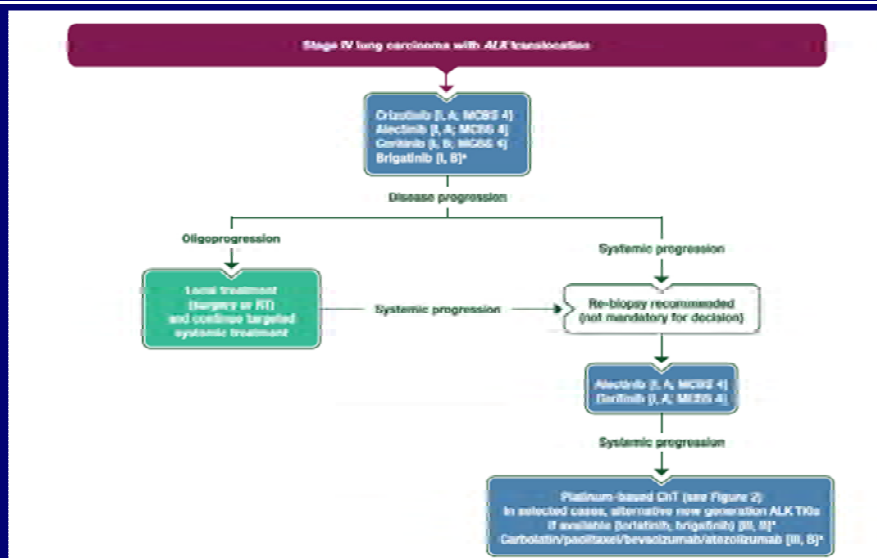 Stage IV lung carcinoma with ALK translocation
Crizotinib [I, A; MCBS 4]
Alectinib [I, A; MCBS 4]
Ceritinib [I, B; MCBS 4]
Brigatinib [I, B]*
Disease progression
Oligoprogression
Systemic progression
Local treatment
(surgery or RT)
and continue targeted
systemic treatment
Systemic progression
Re-biopsy recommended
(not mandatory for decision)
Alectinib [I, A; MCBS 4]
Ceritinib [I, A; MCBS 4]
Systemic progression
Platinum-based ChT (see Figure 2)
In selected cases, alternative new generation ALK TKIs
if available (lorlatinib, brigatinib) [III, B]*
Carboplatin/paclitaxel/bevacizumab/atezolizumab [III, B]*